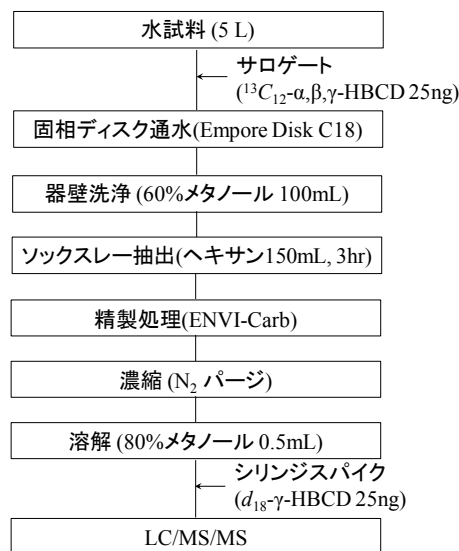 水試料 (5 L)
サロゲート
(¹³C₁₂-α,β,γ-HBCD 25ng)
固相ディスク通水(Empore Disk C18)
器壁洗浄 (60%メタノール 100mL)
ソックスレー抽出(ヘキサン150mL, 3hr)
精製処理(ENVI-Carb)
濃縮 (N₂ パージ)
溶解 (80%メタノール 0.5mL)
シリンジスパイク
(d₁₈-γ-HBCD 25ng)
LC/MS/MS